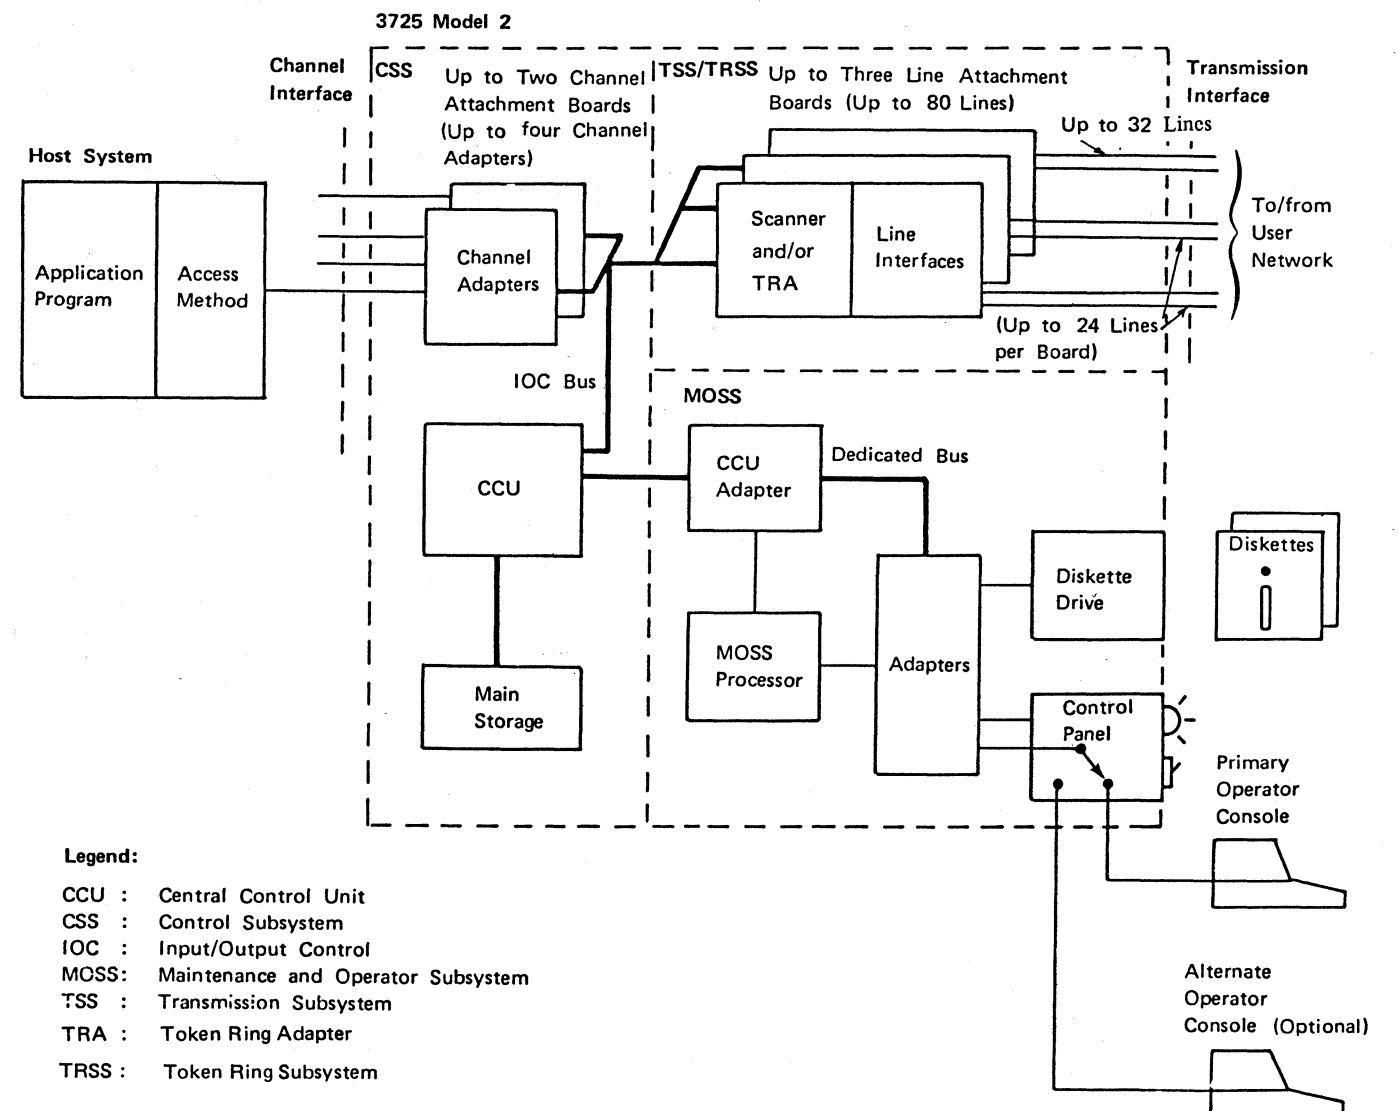 3725 Model 2
Channel
Interface
CSS
Up to Two Channel
Attachment Boards
(Up to four Channel
Adapters)
TSS/TRSS
Up to Three Line Attachment
Boards (Up to 80 Lines)
Transmission
Interface
Up to 32 Lines
Host System
Application
Program
Access
Method
Channel
Adapters
Scanner
and/or
TRA
Line
Interfaces
To/from
User
Network
(Up to 24 Lines
per Board)
IOC Bus
MOSS
CCU
CCU
Adapter
Dedicated Bus
Diskettes
Diskette
Drive
MOSS
Processor
Adapters
Main
Storage
Control
Panel
Primary
Operator
Console
Legend:
CCU : Central Control Unit
CSS : Control Subsystem
IOC : Input/Output Control
MOSS: Maintenance and Operator Subsystem
TSS : Transmission Subsystem
TRA : Token Ring Adapter
TRSS : Token Ring Subsystem
Alternate
Operator
Console (Optional)